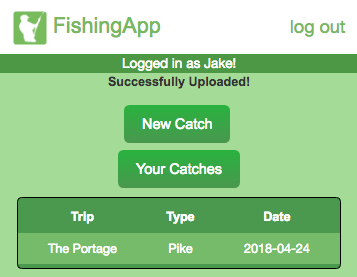 FishingApp log out
Logged in as Jake!
Successfully Uploaded!
New Catch
Your Catches
Trip Type Date
The Portage Pike 2018-04-24